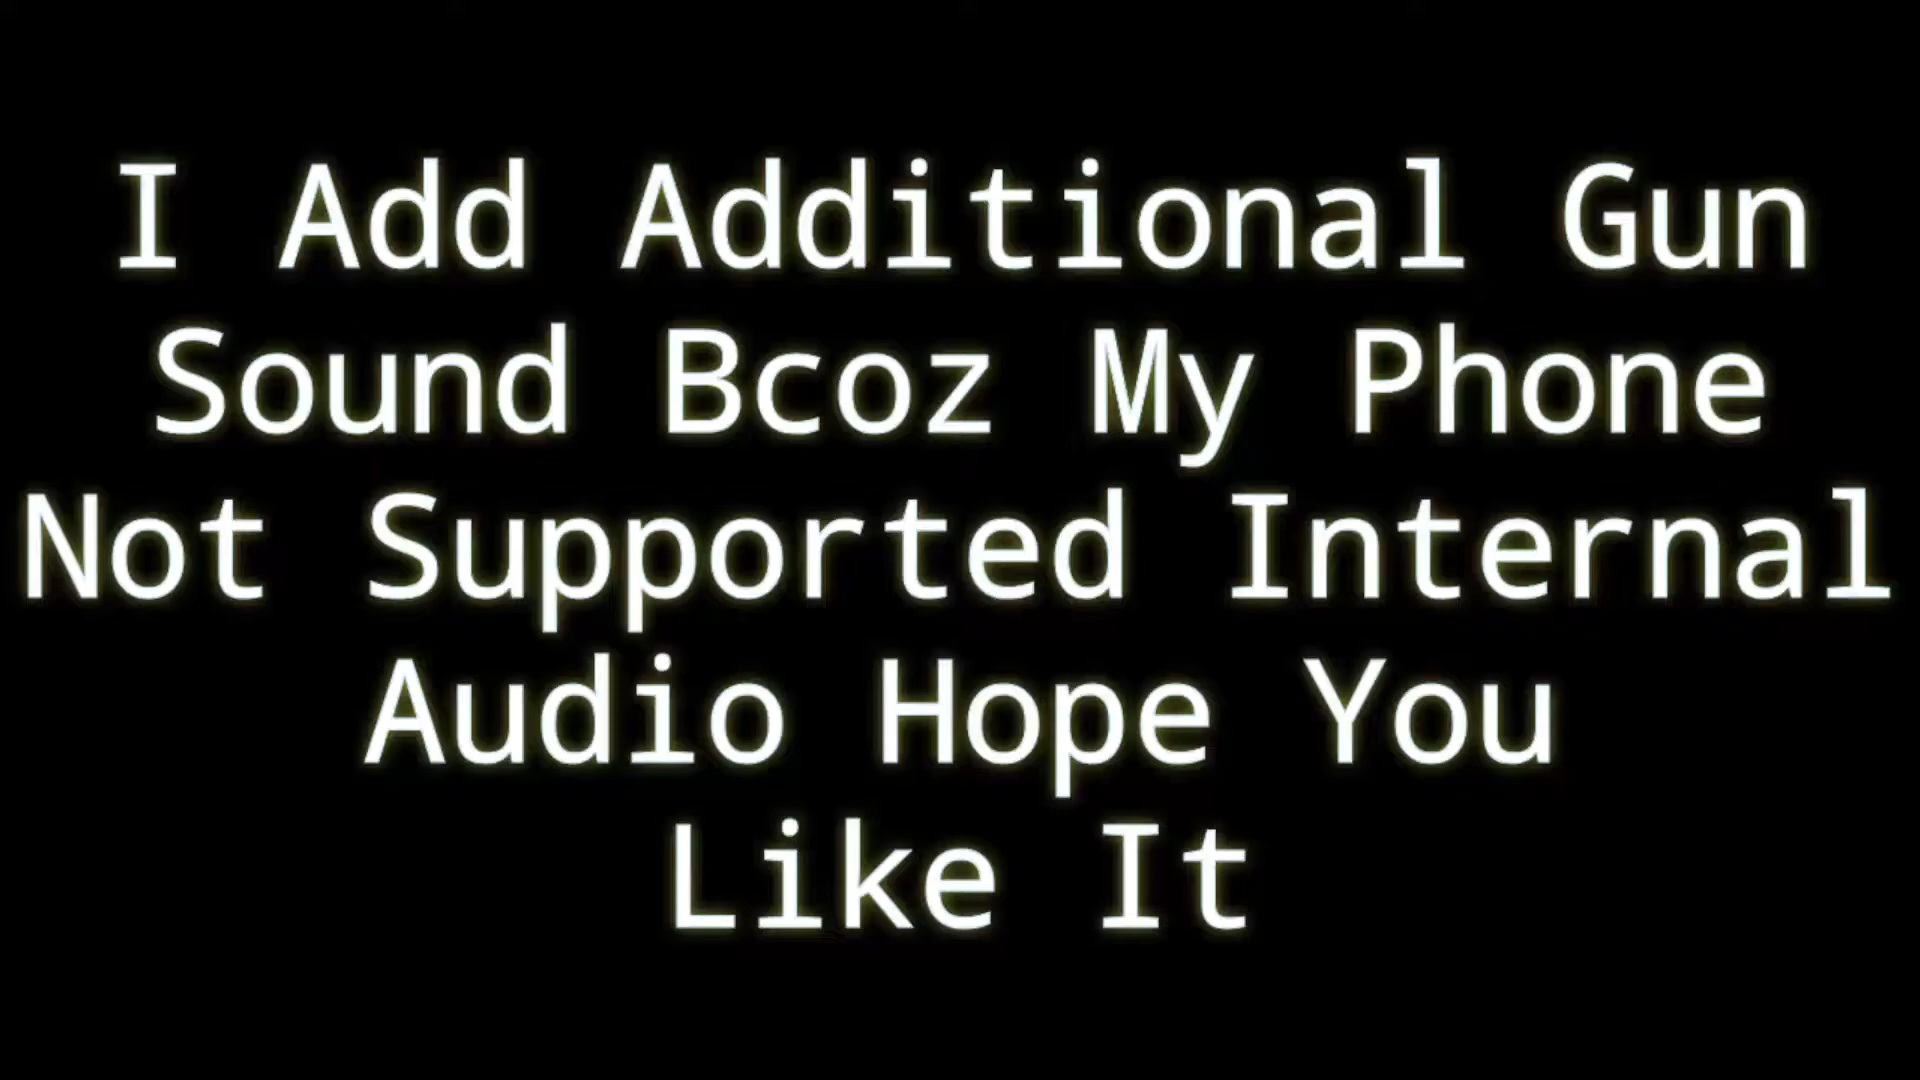 I Add Additional Gun
Sound Bcoz My Phone
Not Supported Internal
Audio Hope You
Like It